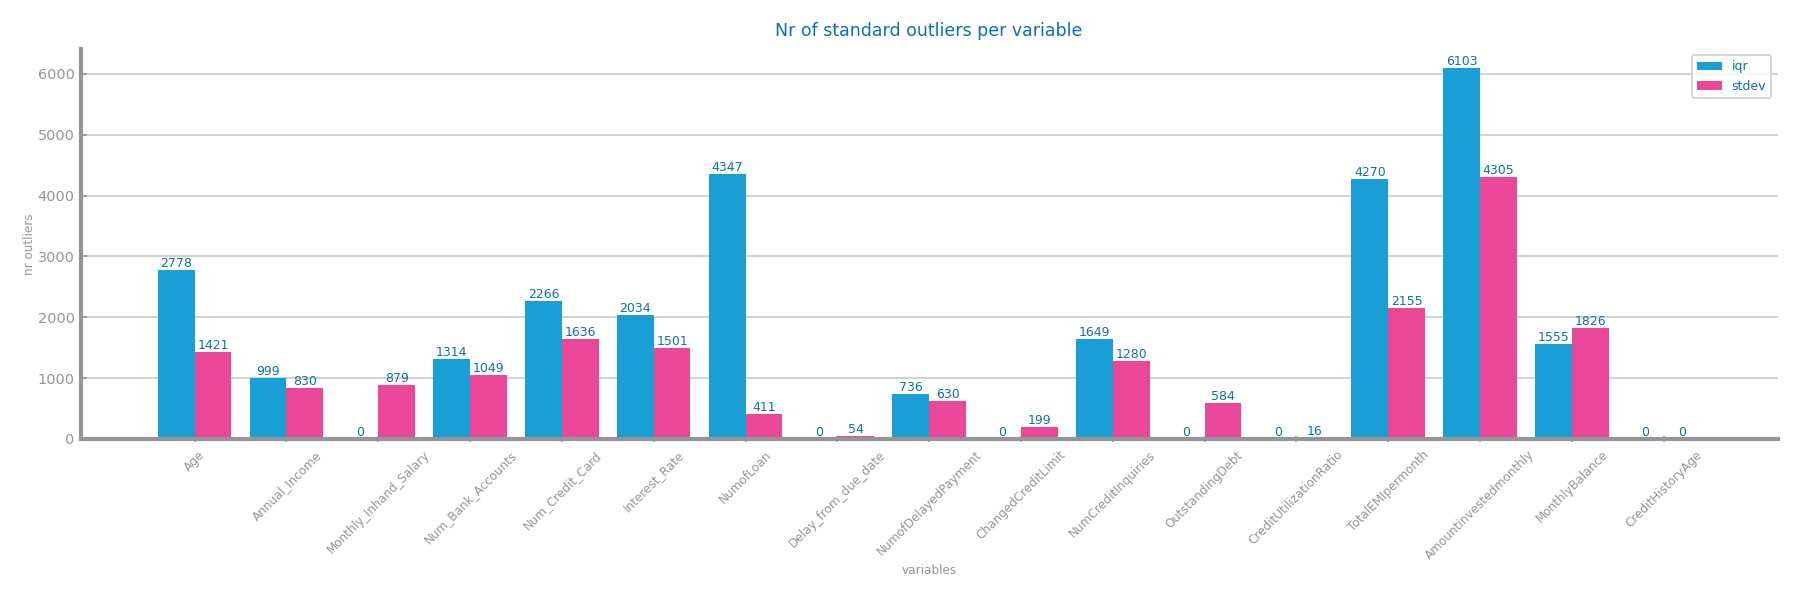 Nr of standard outliers per variable
iqr
stdev
nr outliers
6000
5000
4000
3000
2000
1000
0
2778
1421
999
830
0
879
1314
1049
2266
1636
2034
1501
4347
411
0
54
736
630
0
199
1649
1280
0
584
0
16
4270
2155
6103
4305
1555
1826
0
0
Age
Annual_Income
Monthly_Inhand_Salary
Num_Bank_Accounts
Num_Credit_Card
Interest_Rate
NumofLoan
Delay_from_due_date
NumofDelayedPayment
ChangedCreditLimit
NumCreditInquiries
OutstandingDebt
CreditUtilizationRatio
TotalEMIpermonth
Amountinvestedmonthly
MonthlyBalance
CreditHistoryAge
variables